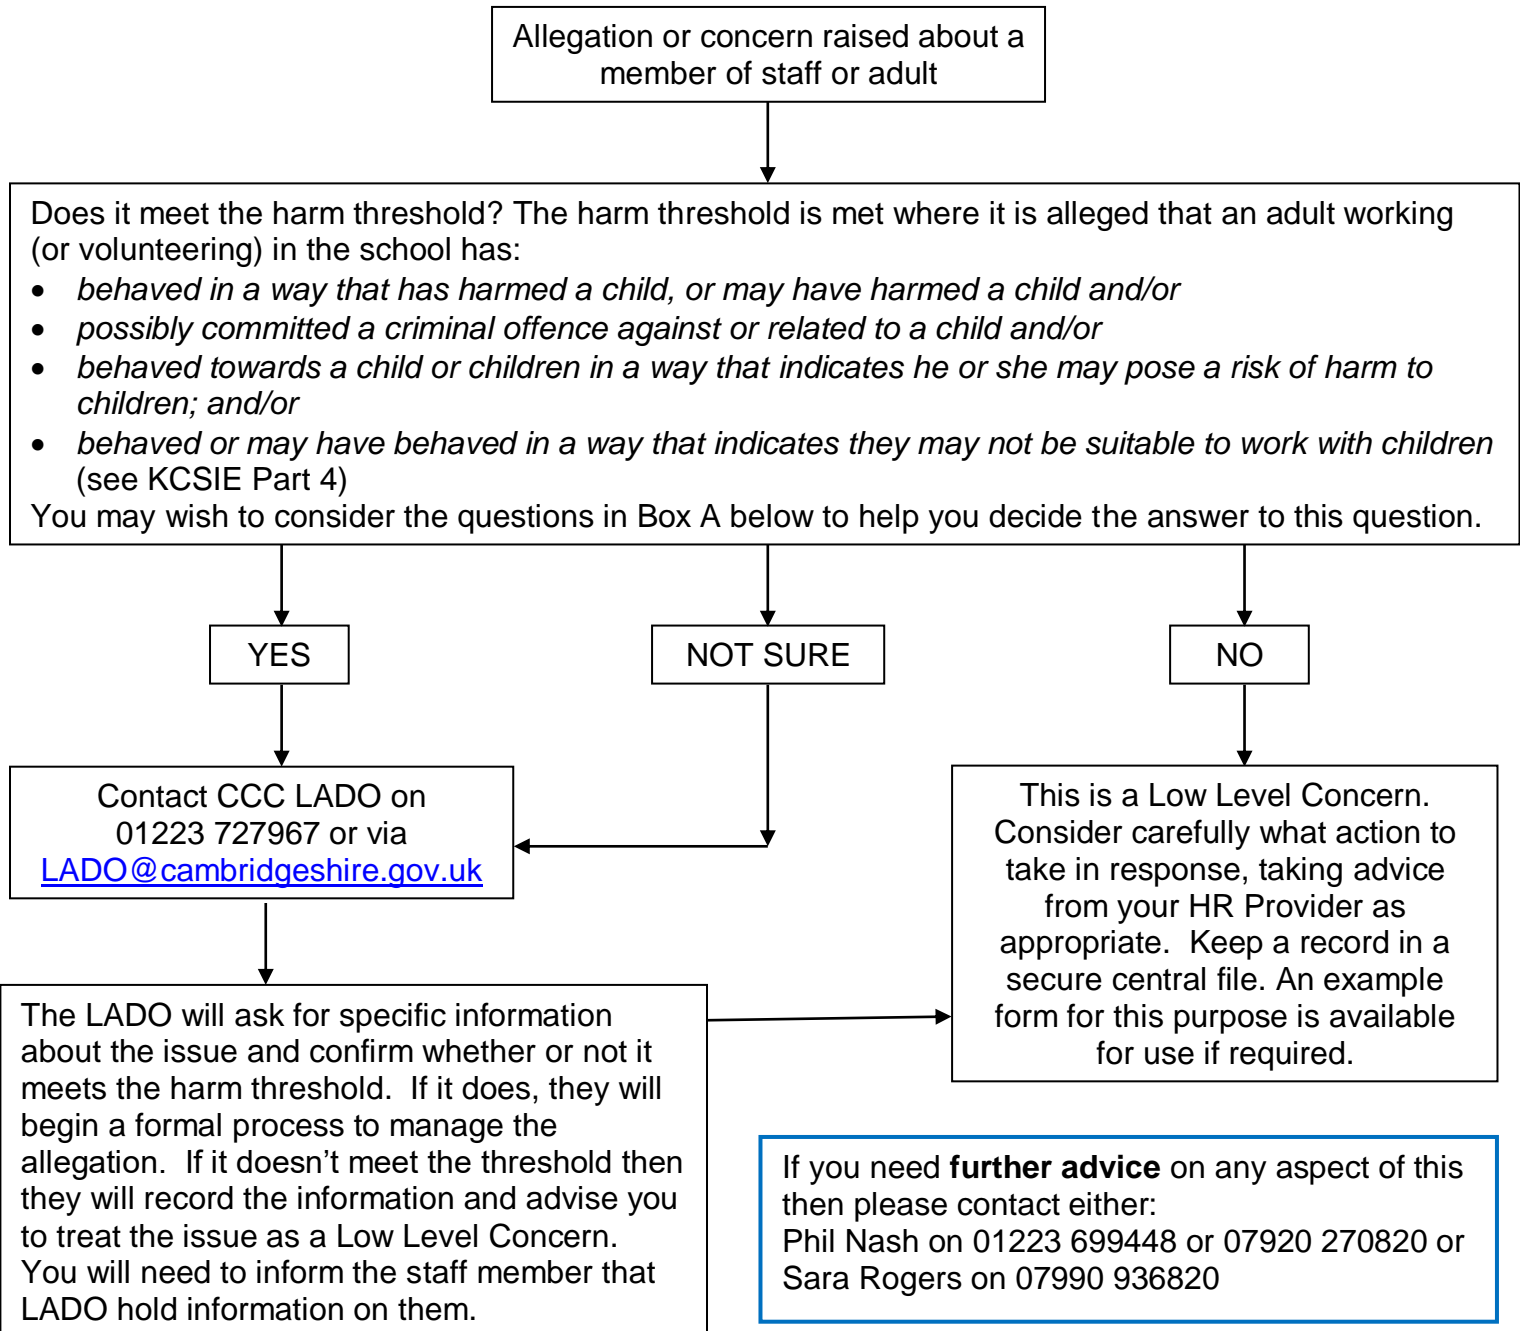 Allegation or concern raised about a
member of staff or adult
Does it meet the harm threshold? The harm threshold is met where it is alleged that an adult working
(or volunteering) in the school has:
• behaved in a way that has harmed a child, or may have harmed a child and/or
• possibly committed a criminal offence against or related to a child and/or
• behaved towards a child or children in a way that indicates he or she may pose a risk of harm to
children; and/or
• behaved or may have behaved in a way that indicates they may not be suitable to work with children
(see KCSIE Part 4)
You may wish to consider the questions in Box A below to help you decide the answer to this question.
YES
NOT SURE
NO
Contact CCC LADO on
01223 727967 or via
LADO@cambridgeshire.gov.uk
This is a Low Level Concern.
Consider carefully what action to
take in response, taking advice
from your HR Provider as
appropriate. Keep a record in a
secure central file. An example
form for this purpose is available
for use if required.
The LADO will ask for specific information
about the issue and confirm whether or not it
meets the harm threshold. If it does, they will
begin a formal process to manage the
allegation. If it doesn’t meet the threshold then
they will record the information and advise you
to treat the issue as a Low Level Concern.
You will need to inform the staff member that
LADO hold information on them.
If you need further advice on any aspect of this
then please contact either:
Phil Nash on 01223 699448 or 07920 270820 or
Sara Rogers on 07990 936820